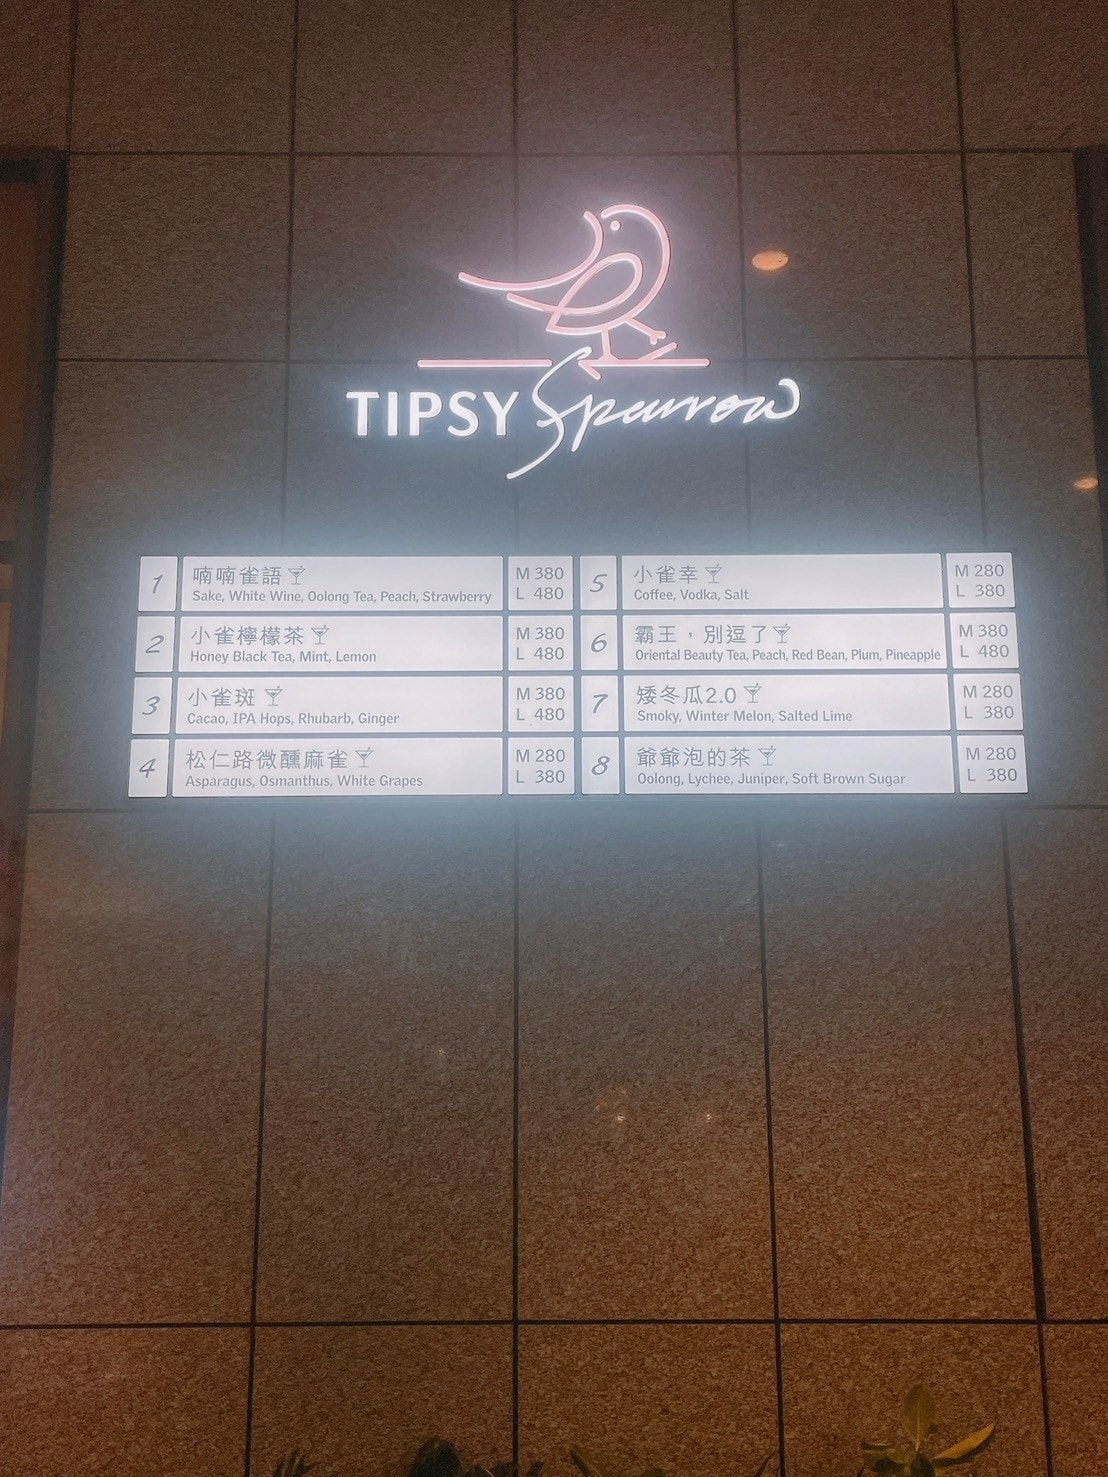 TIPSY Sparrow
1
喃喃雀語
Sake, White Wine, Oolong Tea, Peach, Strawberry
M 380
L 480
2
小雀檸檬茶
Honey Black Tea, Mint, Lemon
M 380
L 480
3
小雀斑
Cacao, IPA Hops, Rhubarb, Ginger
M 380
L 480
4
松仁路微醺麻雀
Asparagus, Osmanthus, White Grapes
M 280
L 380
5
小雀幸
Coffee, Vodka, Salt
M 280
L 380
6
霸王，別逗了
Oriental Beauty Tea, Peach, Red Bean, Plum, Pineapple
M 380
L 480
7
矮冬瓜2.0
Smoky, Winter Melon, Salted Lime
M 280
L 380
8
爺爺泡的茶
Oolong, Lychee, Juniper, Soft Brown Sugar
M 280
L 380